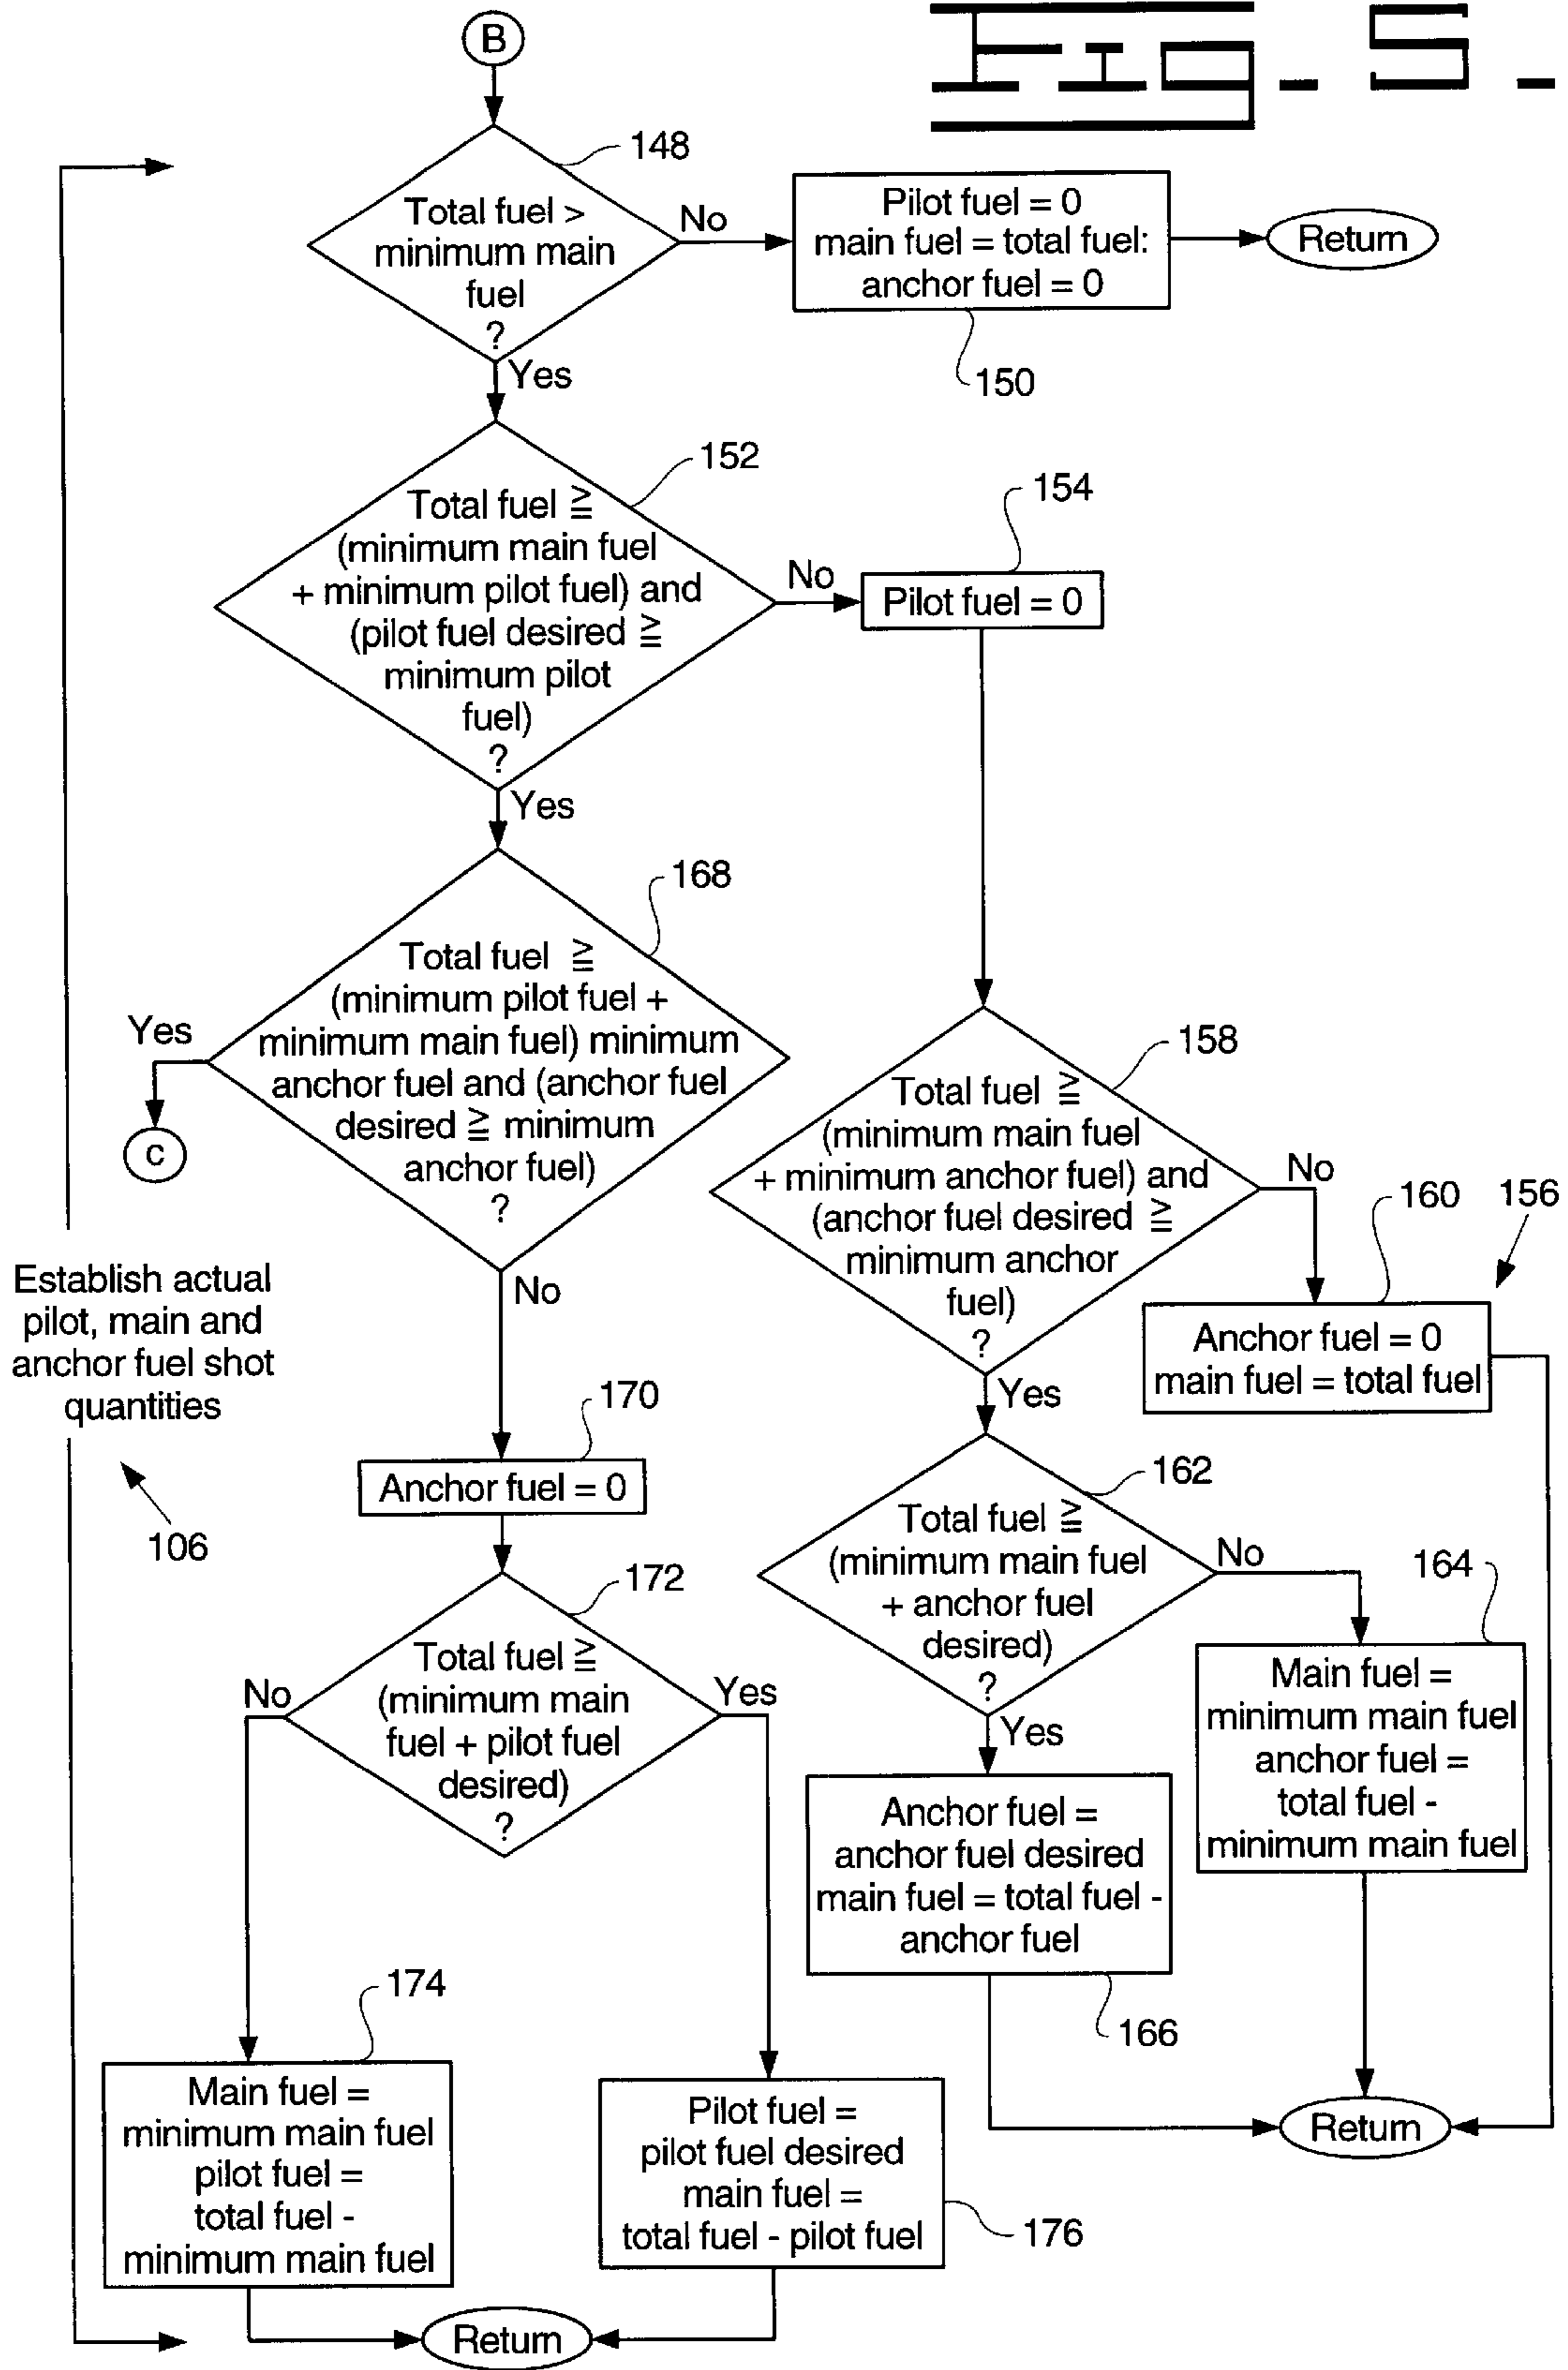 Fig- 5-
B
148
Total fuel >
minimum main
fuel
?
No
Pilot fuel = 0
main fuel = total fuel:
anchor fuel = 0
Return
150
Yes
152
Total fuel ≧
(minimum main fuel
+ minimum pilot fuel) and
(pilot fuel desired ≧
minimum pilot
fuel)
?
No
154
Pilot fuel = 0
Yes
168
Total fuel ≧
(minimum pilot fuel +
minimum main fuel) minimum
anchor fuel and (anchor fuel
desired ≧ minimum
anchor fuel)
?
Yes
c
No
158
Total fuel ≧
(minimum main fuel
+ minimum anchor fuel) and
(anchor fuel desired ≧
minimum anchor
fuel)
?
No
160
156
Anchor fuel = 0
main fuel = total fuel
Yes
Establish actual
pilot, main and
anchor fuel shot
quantities
106
170
Anchor fuel = 0
162
Total fuel ≧
(minimum main fuel
+ anchor fuel
desired)
?
No
164
Main fuel =
minimum main fuel
anchor fuel =
total fuel -
minimum main fuel
Yes
172
Total fuel ≧
(minimum main
fuel + pilot fuel
desired)
?
No
Yes
Anchor fuel =
anchor fuel desired
main fuel = total fuel -
anchor fuel
166
174
Main fuel =
minimum main fuel
pilot fuel =
total fuel -
minimum main fuel
Pilot fuel =
pilot fuel desired
main fuel =
total fuel - pilot fuel
176
Return
Return